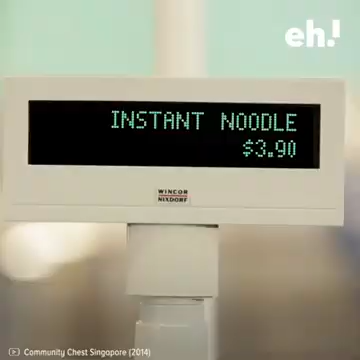 eh!
INSTANT NOODLE
$3.90
WINCOR
NIXDORF
Community Chest Singapore (2014)